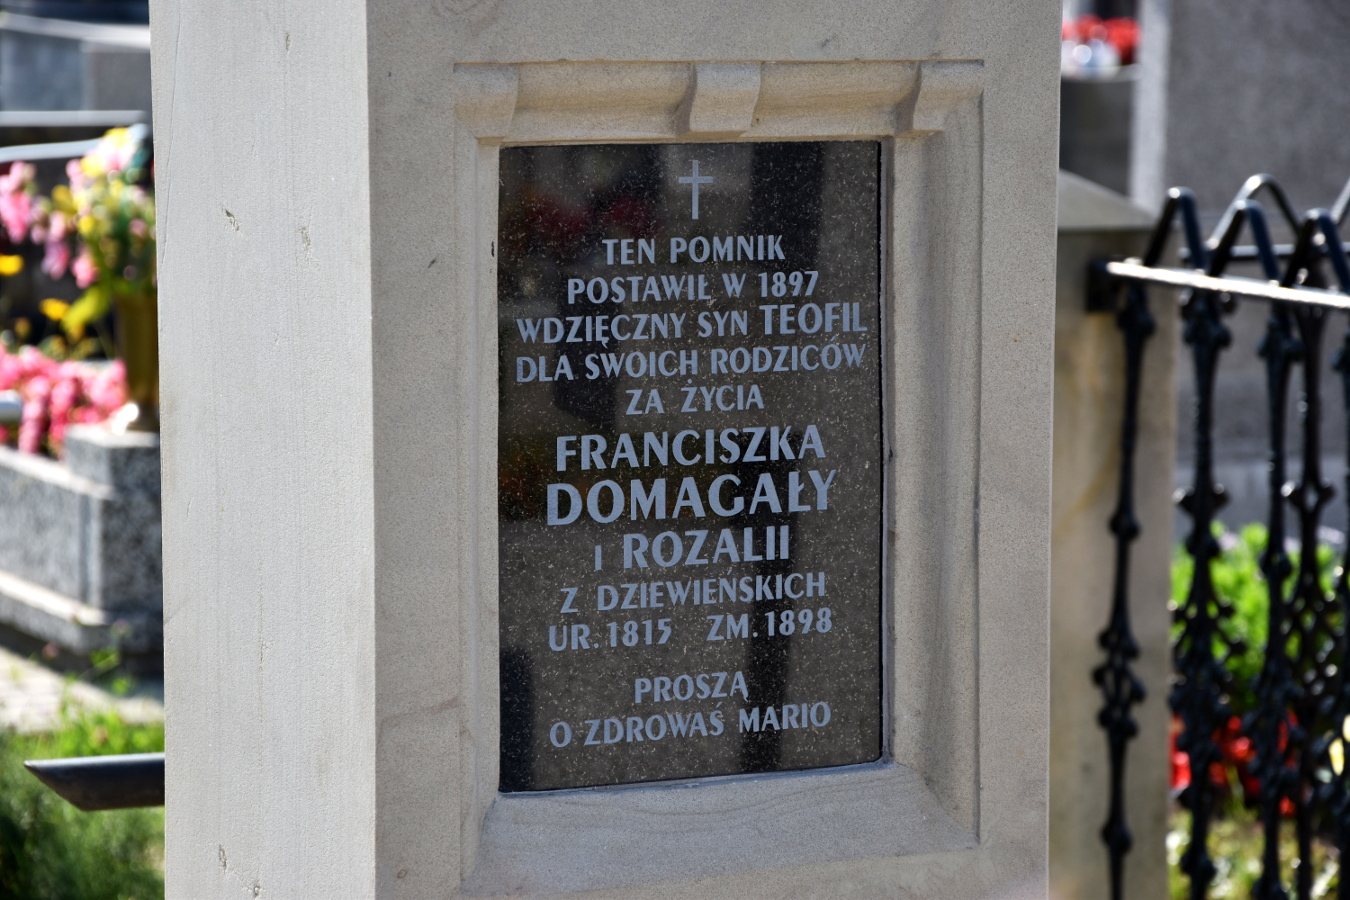 TEN POMNIK
POSTAWIŁ W 1897
WDZIĘCZNY SYN TEOFIL
DLA SWOICH RODZICÓW
ZA ŻYCIA
FRANCISZKA
DOMAGAŁY
I ROZALII
Z DZIEWIEŃSKICH
UR. 1815 ZM. 1898
PROSZĄ
O ZDROWAŚ MARIO